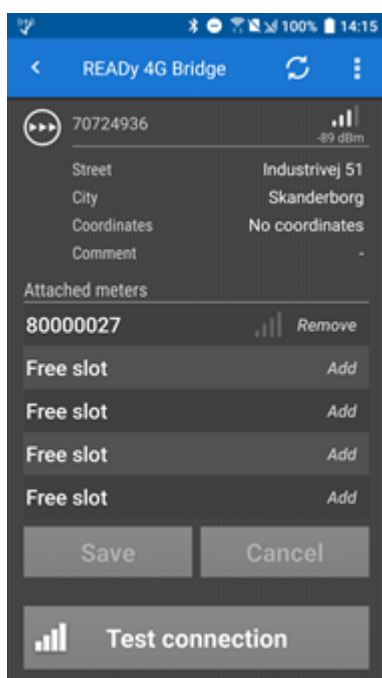 100% 14:15
READy 4G Bridge
70724936
-89 dBm
Street Industrivej 51
City Skanderborg
Coordinates No coordinates
Comment -
Attached meters
80000027 Remove
Free slot Add
Free slot Add
Free slot Add
Free slot Add
Save Cancel
Test connection